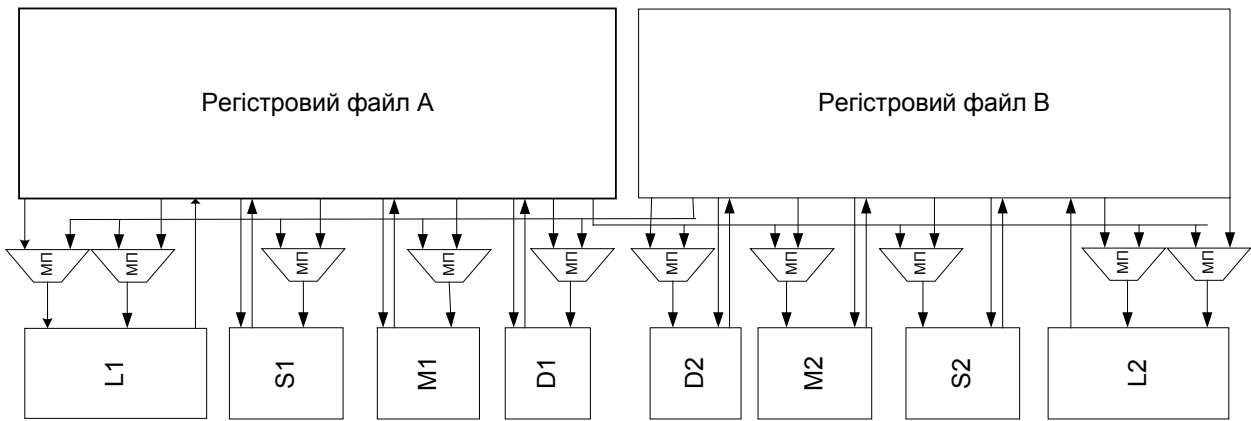 Регістровий файл А
Регістровий файл В
МП
МП
МП
МП
МП
МП
МП
МП
МП
МП
L1
S1
M1
D1
D2
M2
S2
L2